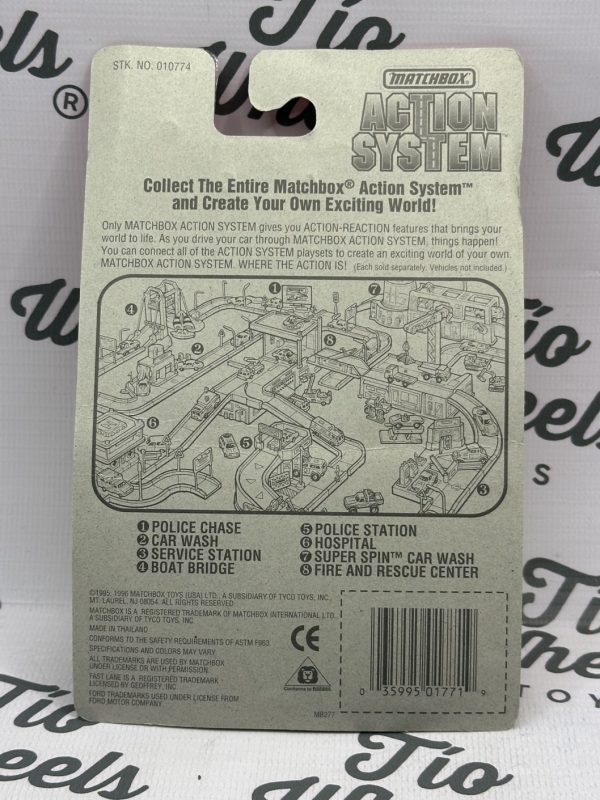 STK. NO. 010774
MATCHBOX
ACTION
SYSTEM™
Collect The Entire Matchbox® Action System™
and Create Your Own Exciting World!
Only MATCHBOX ACTION SYSTEM gives you ACTION-REACTION features that brings your
world to life. As you drive your car through MATCHBOX ACTION SYSTEM, things happen!
You can connect all of the ACTION SYSTEM playsets to create an exciting world of your own.
MATCHBOX ACTION SYSTEM. WHERE THE ACTION IS! (Each sold separately. Vehicles not included.)
❶ POLICE CHASE
❷ CAR WASH
❸ SERVICE STATION
❹ BOAT BRIDGE
❺ POLICE STATION
❻ HOSPITAL
❼ SUPER SPIN™ CAR WASH
❽ FIRE AND RESCUE CENTER
©1995, 1996 MATCHBOX TOYS (USA) LTD., A SUBSIDIARY OF TYCO TOYS, INC.,
MT. LAUREL, NJ 08054. ALL RIGHTS RESERVED
MATCHBOX IS A REGISTERED TRADEMARK OF MATCHBOX INTERNATIONAL LTD.
A SUBSIDIARY OF TYCO TOYS, INC.
MADE IN THAILAND
CONFORMS TO THE SAFETY REQUIREMENTS OF ASTM F963.
SPECIFICATIONS AND COLORS MAY VARY.
ALL TRADEMARKS ARE USED BY MATCHBOX
UNDER LICENSE OR WITH PERMISSION.
FAST LANE IS A REGISTERED TRADEMARK
LICENSED BY GEOFFREY, INC.
FORD TRADEMARKS USED UNDER LICENSE FROM
FORD MOTOR COMPANY.
CE
MB277
0 35995 01771 9
Tio
Wheels